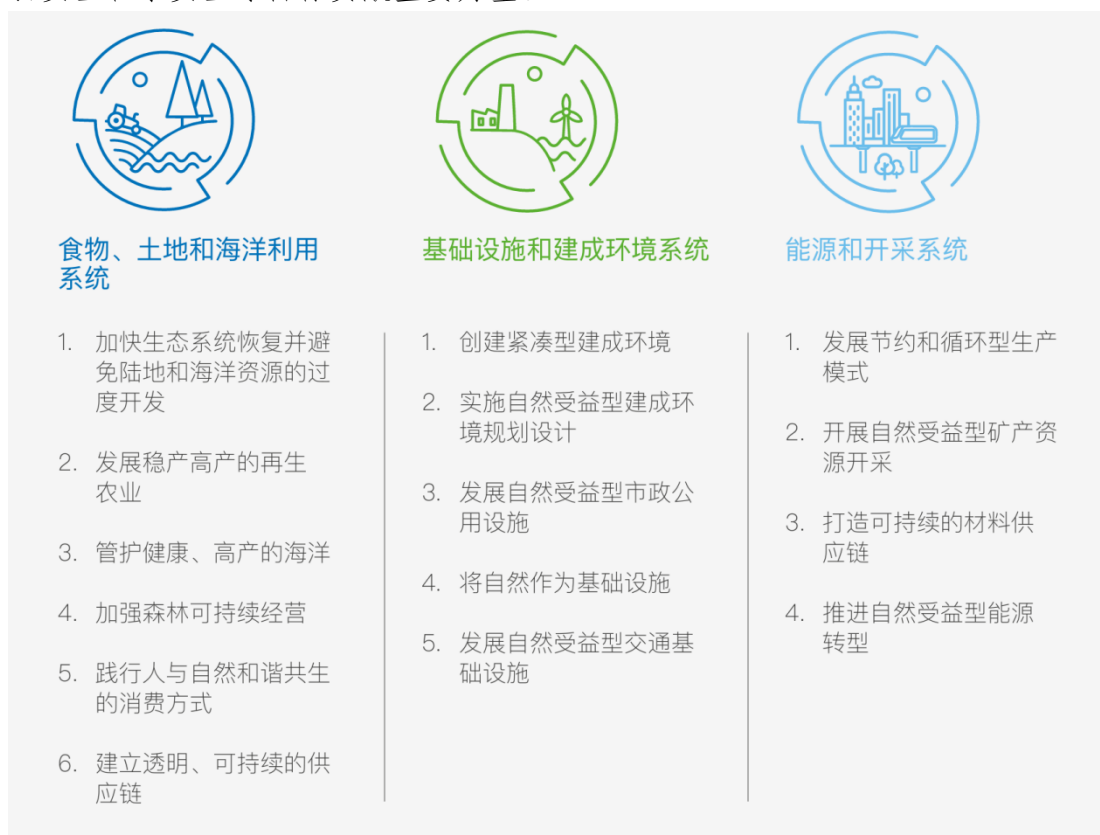 食物、土地和海洋利用
系统
1. 加快生态系统恢复并避
免陆地和海洋资源的过
度开发
2. 发展稳产高产的再生
农业
3. 管护健康、高产的海洋
4. 加强森林可持续经营
5. 践行人与自然和谐共生
的消费方式
6. 建立透明、可持续的供
应链
基础设施和建成环境系统
1. 创建紧凑型建成环境
2. 实施自然受益型建成环
境规划设计
3. 发展自然受益型市政公
用设施
4. 将自然作为基础设施
5. 发展自然受益型交通基
础设施
能源和开采系统
1. 发展节约和循环型生产
模式
2. 开展自然受益型矿产资
源开采
3. 打造可持续的材料供
应链
4. 推进自然受益型能源
转型